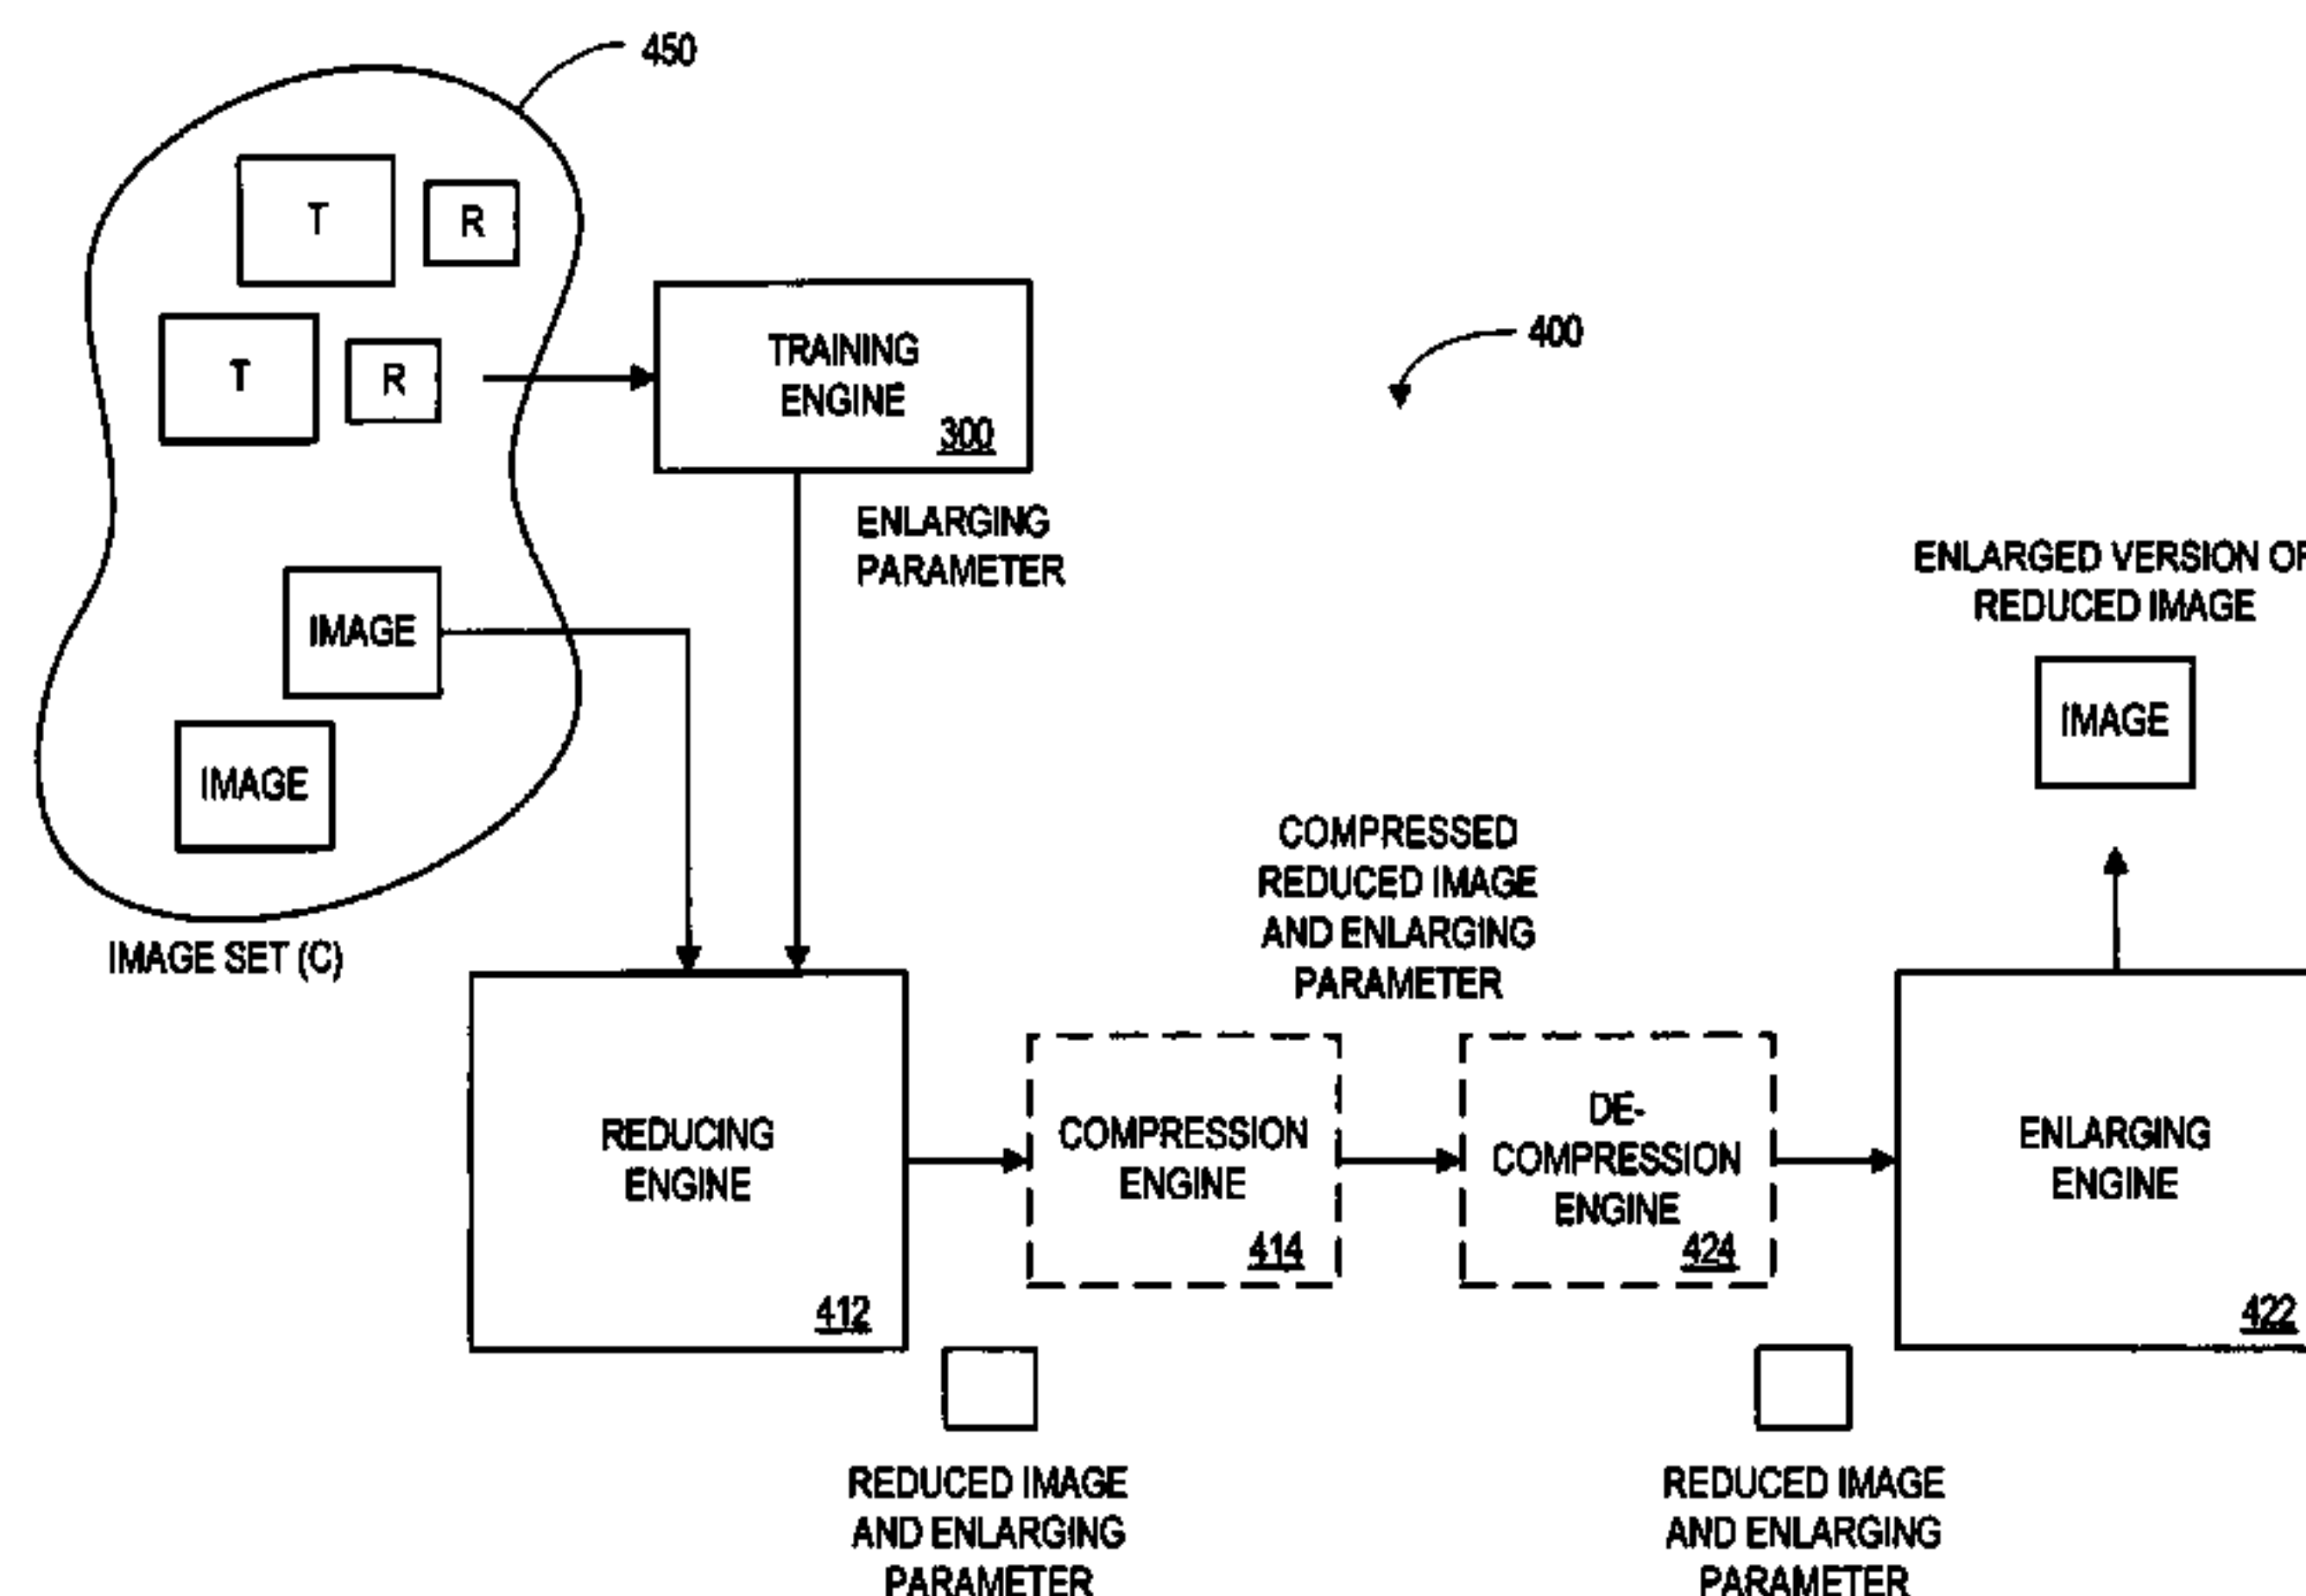 450
T
R
T
R
TRAINING
ENGINE
300
400
ENLARGING
PARAMETER
IMAGE
IMAGE
IMAGE SET (C)
ENLARGED VERSION OF
REDUCED IMAGE
IMAGE
COMPRESSED
REDUCED IMAGE
AND ENLARGING
PARAMETER
REDUCING
ENGINE
412
COMPRESSION
ENGINE
414
DE-
COMPRESSION
ENGINE
424
ENLARGING
ENGINE
422
REDUCED IMAGE
AND ENLARGING
PARAMETER
REDUCED IMAGE
AND ENLARGING
PARAMETER